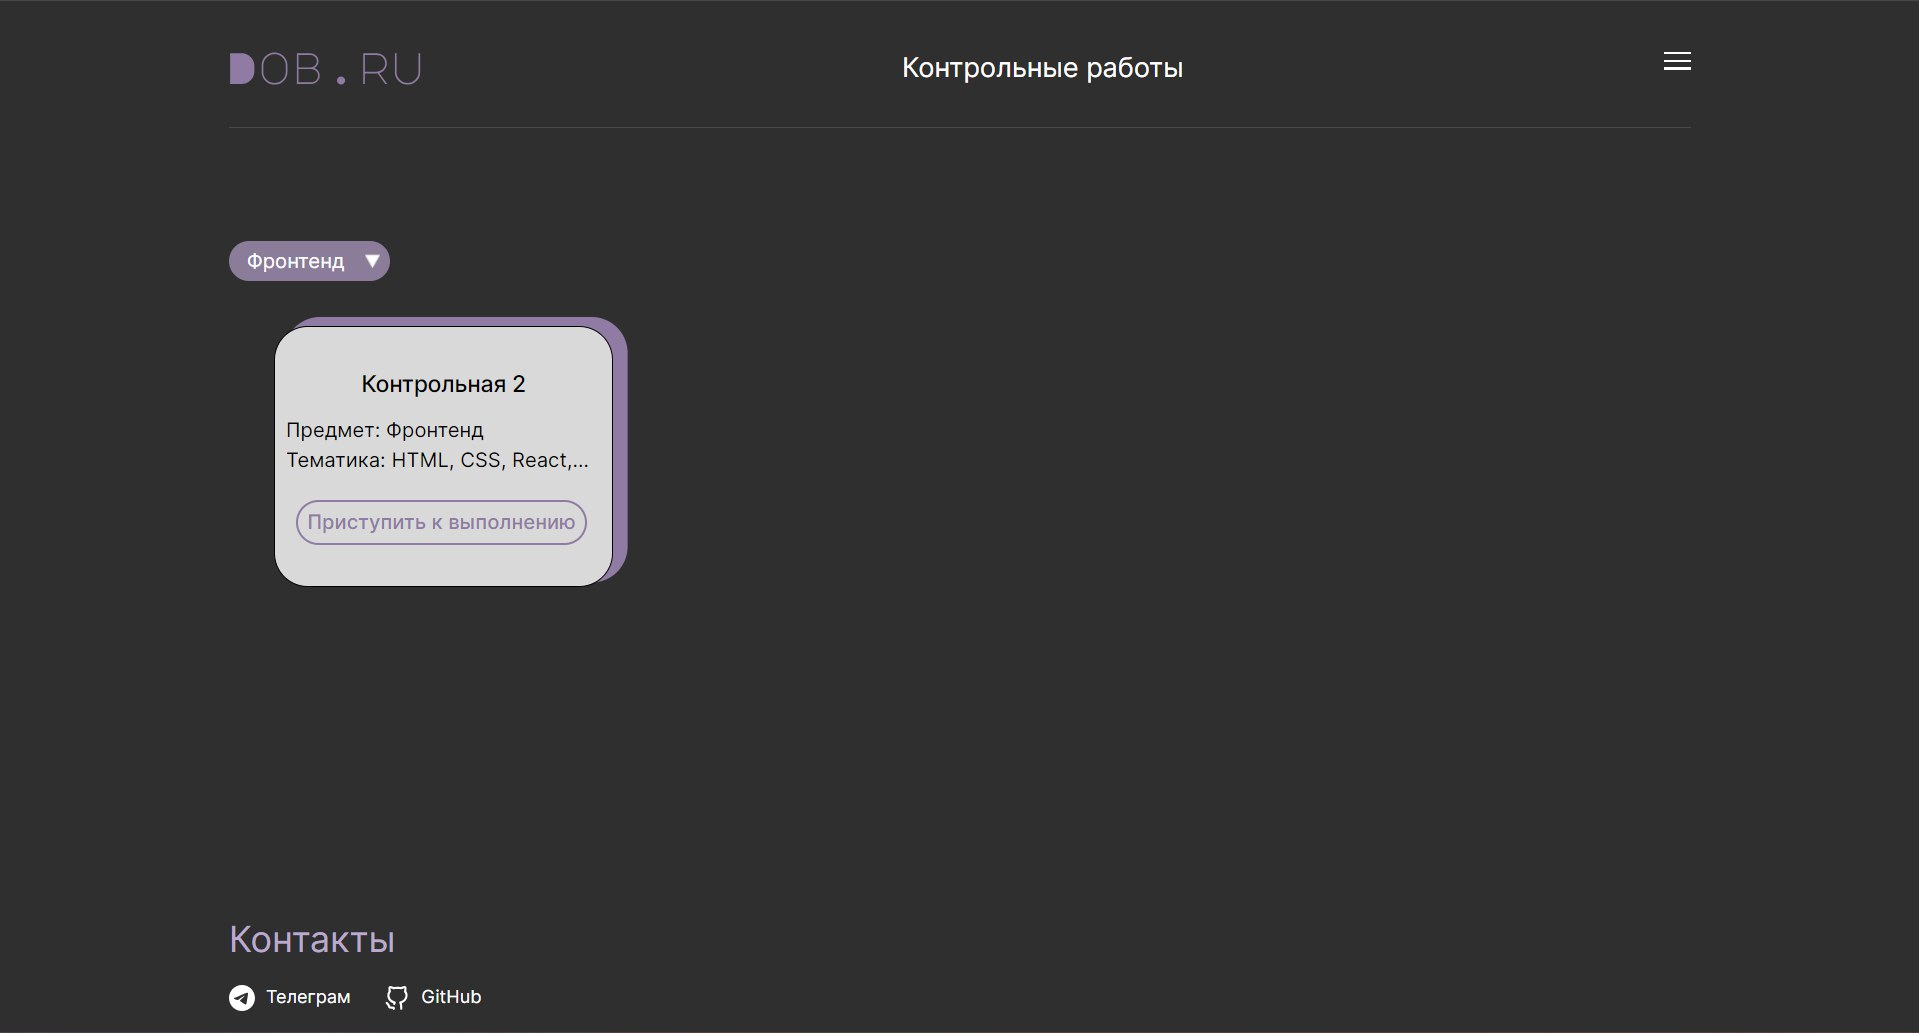 DOB.RU
Контрольные работы
Фронтенд
Контрольная 2
Предмет: Фронтенд
Тематика: HTML, CSS, React,...
Приступить к выполнению
Контакты
Телеграм
GitHub